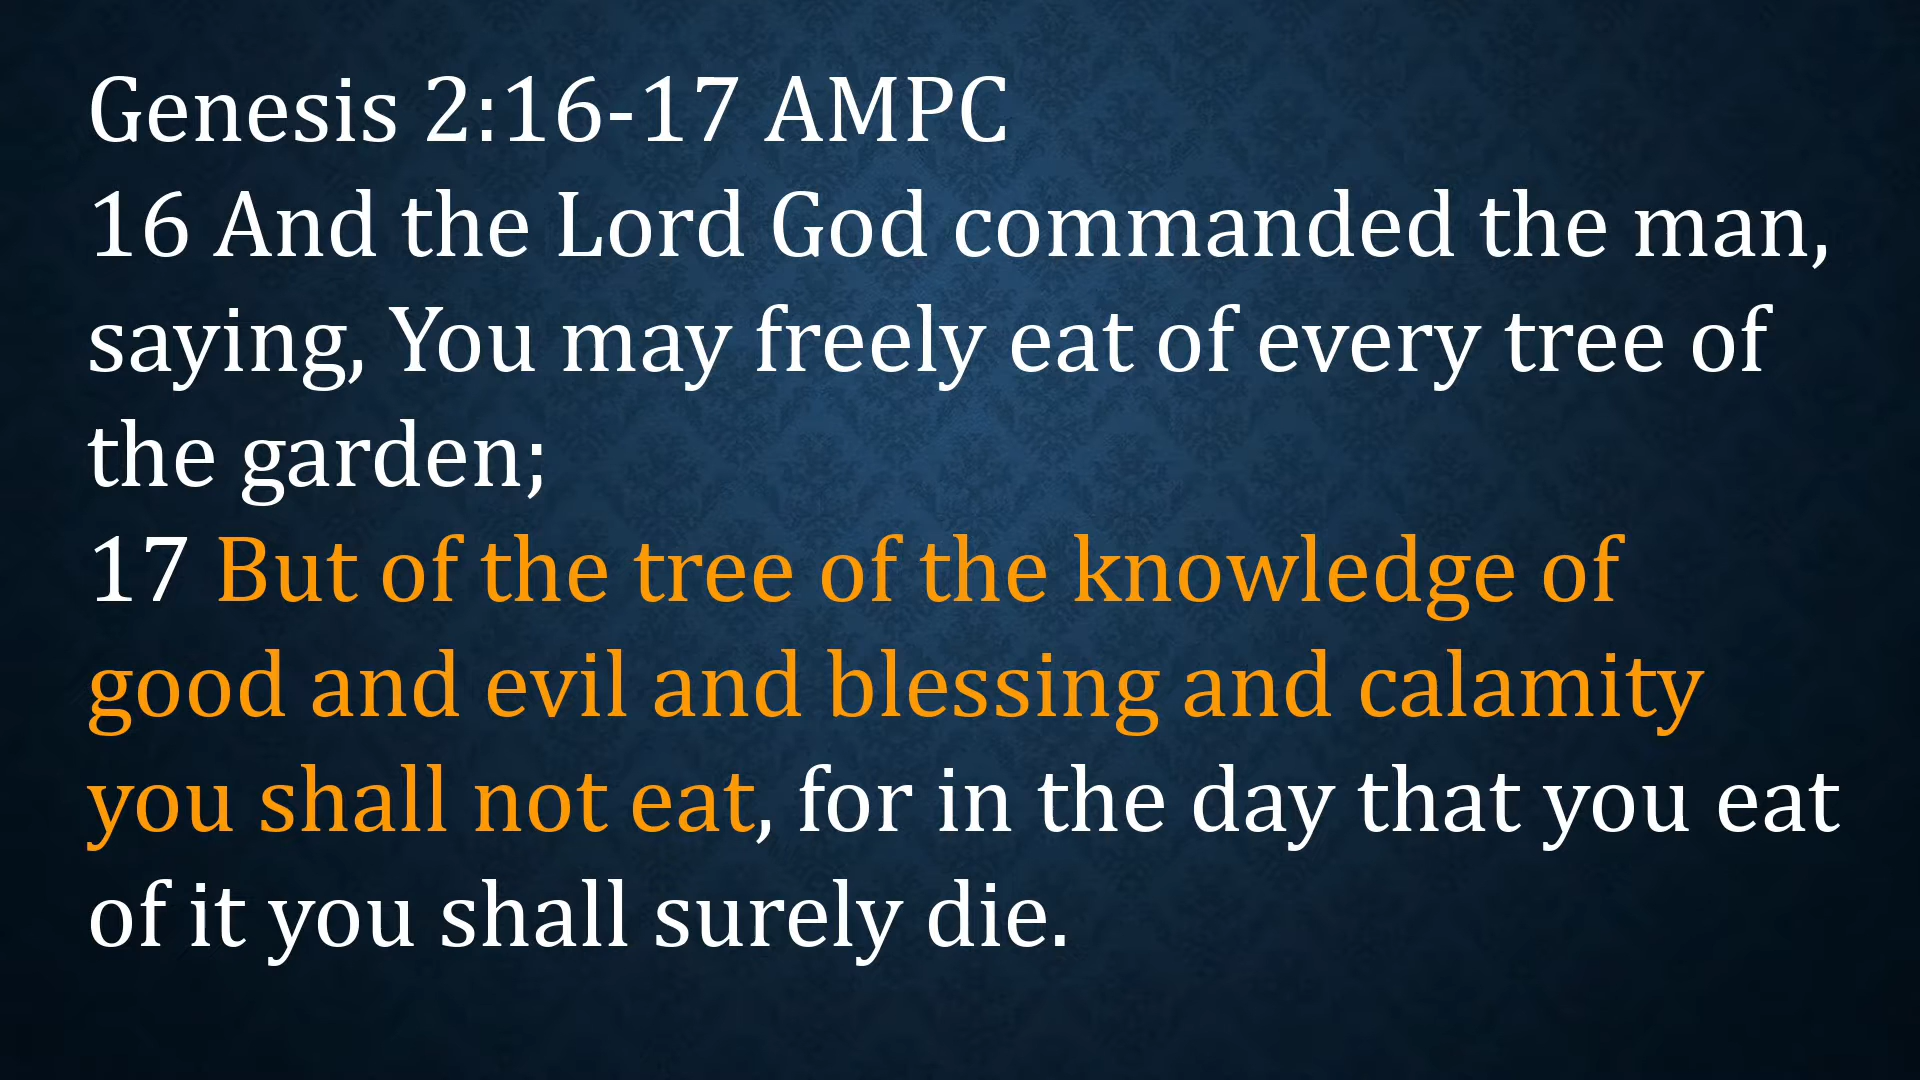 Genesis 2:16-17 AMPC
16 And the Lord God commanded the man,
saying, You may freely eat of every tree of
the garden;
17 But of the tree of the knowledge of
good and evil and blessing and calamity
you shall not eat, for in the day that you eat
of it you shall surely die.